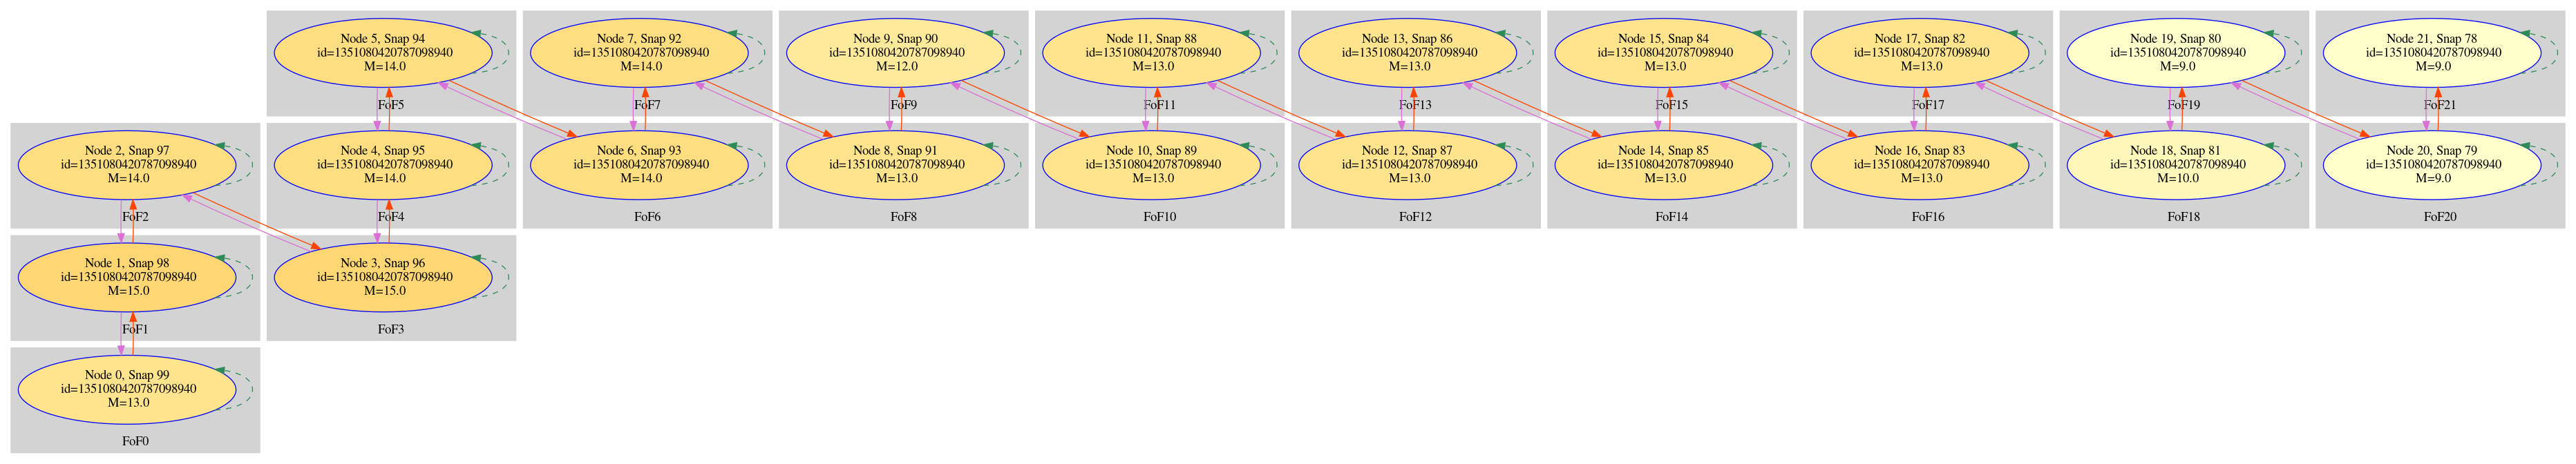 Node 5, Snap 94
id=1351080420787098940
M=14.0
FoF5
Node 7, Snap 92
id=1351080420787098940
M=14.0
FoF7
Node 9, Snap 90
id=1351080420787098940
M=12.0
FoF9
Node 11, Snap 88
id=1351080420787098940
M=13.0
FoF11
Node 13, Snap 86
id=1351080420787098940
M=13.0
FoF13
Node 15, Snap 84
id=1351080420787098940
M=13.0
FoF15
Node 17, Snap 82
id=1351080420787098940
M=13.0
FoF17
Node 19, Snap 80
id=1351080420787098940
M=9.0
FoF19
Node 21, Snap 78
id=1351080420787098940
M=9.0
FoF21
Node 2, Snap 97
id=1351080420787098940
M=14.0
FoF2
Node 4, Snap 95
id=1351080420787098940
M=14.0
FoF4
Node 6, Snap 93
id=1351080420787098940
M=14.0
FoF6
Node 8, Snap 91
id=1351080420787098940
M=13.0
FoF8
Node 10, Snap 89
id=1351080420787098940
M=13.0
FoF10
Node 12, Snap 87
id=1351080420787098940
M=13.0
FoF12
Node 14, Snap 85
id=1351080420787098940
M=13.0
FoF14
Node 16, Snap 83
id=1351080420787098940
M=13.0
FoF16
Node 18, Snap 81
id=1351080420787098940
M=10.0
FoF18
Node 20, Snap 79
id=1351080420787098940
M=9.0
FoF20
Node 1, Snap 98
id=1351080420787098940
M=15.0
FoF1
Node 3, Snap 96
id=1351080420787098940
M=15.0
FoF3
Node 0, Snap 99
id=1351080420787098940
M=13.0
FoF0